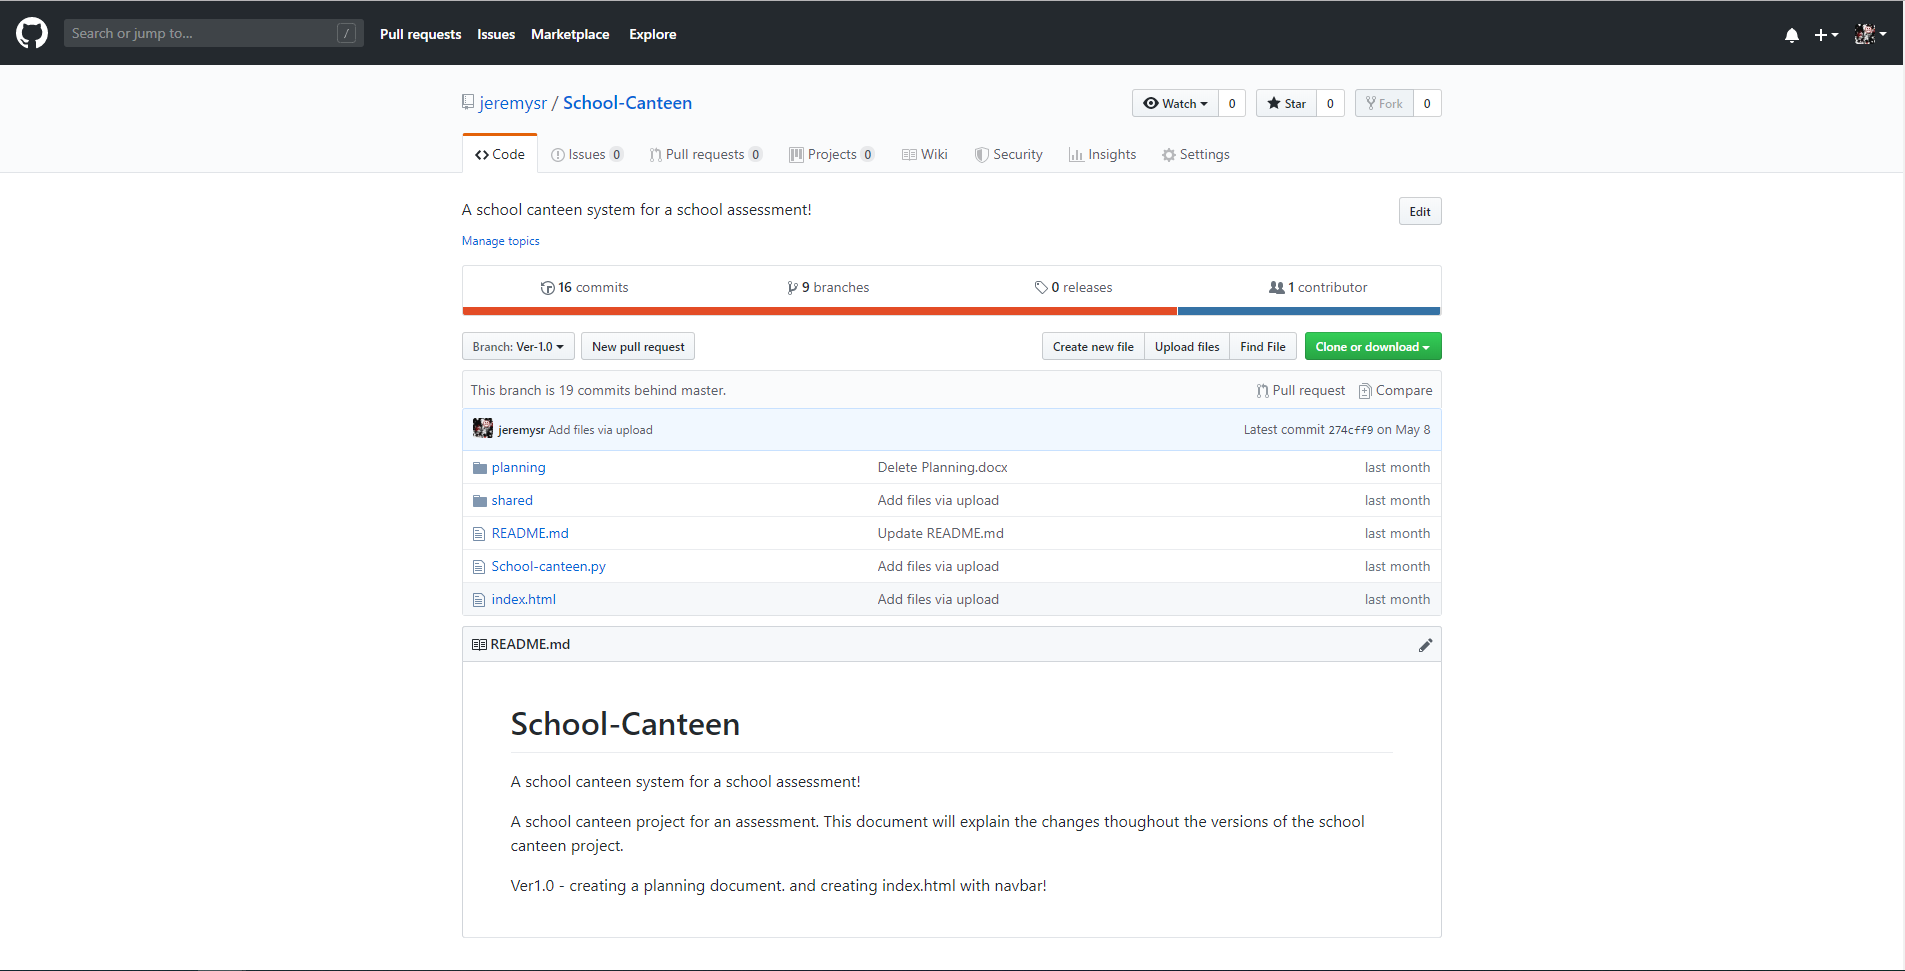 Search or jump to... / Pull requests Issues Marketplace Explore
jeremysr / School-Canteen Watch 0 Star 0 Fork 0
Code Issues 0 Pull requests 0 Projects 0 Wiki Security Insights Settings
A school canteen system for a school assessment! Edit
Manage topics
16 commits 9 branches 0 releases 1 contributor
Branch: Ver-1.0 New pull request Create new file Upload files Find File Clone or download
This branch is 19 commits behind master. Pull request Compare
jeremysr Add files via upload Latest commit 274cff9 on May 8
planning Delete Planning.docx last month
shared Add files via upload last month
README.md Update README.md last month
School-canteen.py Add files via upload last month
index.html Add files via upload last month
README.md
School-Canteen
A school canteen system for a school assessment!
A school canteen project for an assessment. This document will explain the changes thoughout the versions of the school
canteen project.
Ver1.0 - creating a planning document. and creating index.html with navbar!